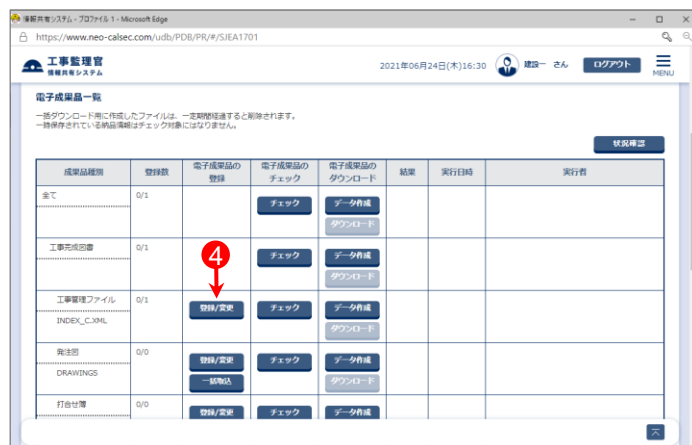 情報共有システム - プロファイル 1 - Microsoft Edge
https://www.neo-calsec.com/udb/PDB/PR/#/SJEA1701
工事監理官
情報共有システム
2021年06月24日(木)16:30
建設一 さん
ログアウト
MENU
電子成果品一覧
一括ダウンロード用に作成したファイルは、一定期間経過すると削除されます。
一時保存されている納品情報はチェック対象にはなりません。
状況確認
成果品種別 登録数 電子成果品の登録 電子成果品のチェック 電子成果品のダウンロード 結果 実行日時 実行者
全て 0/1 チェック データ作成
ダウンロード
工事完成図書 0/1 チェック データ作成
ダウンロード
4
工事管理ファイル 0/1 登録/変更 チェック データ作成
INDEX_C.XML ダウンロード
発注図 0/0 登録/変更 チェック データ作成
DRAWINGS 一括取込 ダウンロード
打合せ簿 0/0 登録/変更 チェック データ作成